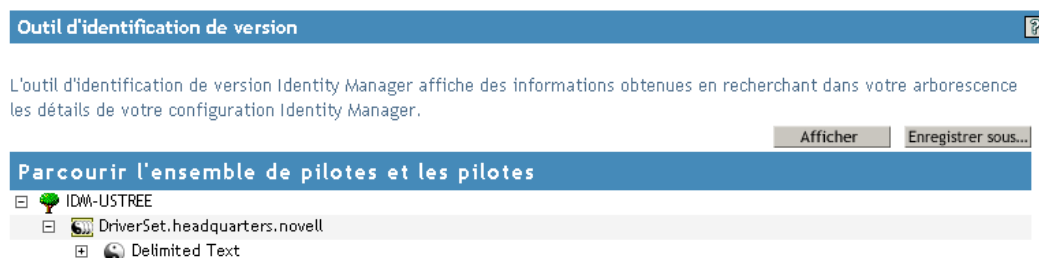 Outil d'identification de version
?
L'outil d'identification de version Identity Manager affiche des informations obtenues en recherchant dans votre arborescence
les détails de votre configuration Identity Manager.
Afficher Enregistrer sous...
Parcourir l'ensemble de pilotes et les pilotes
IDM-USTREE
DriverSet.headquarters.novell
Delimited Text